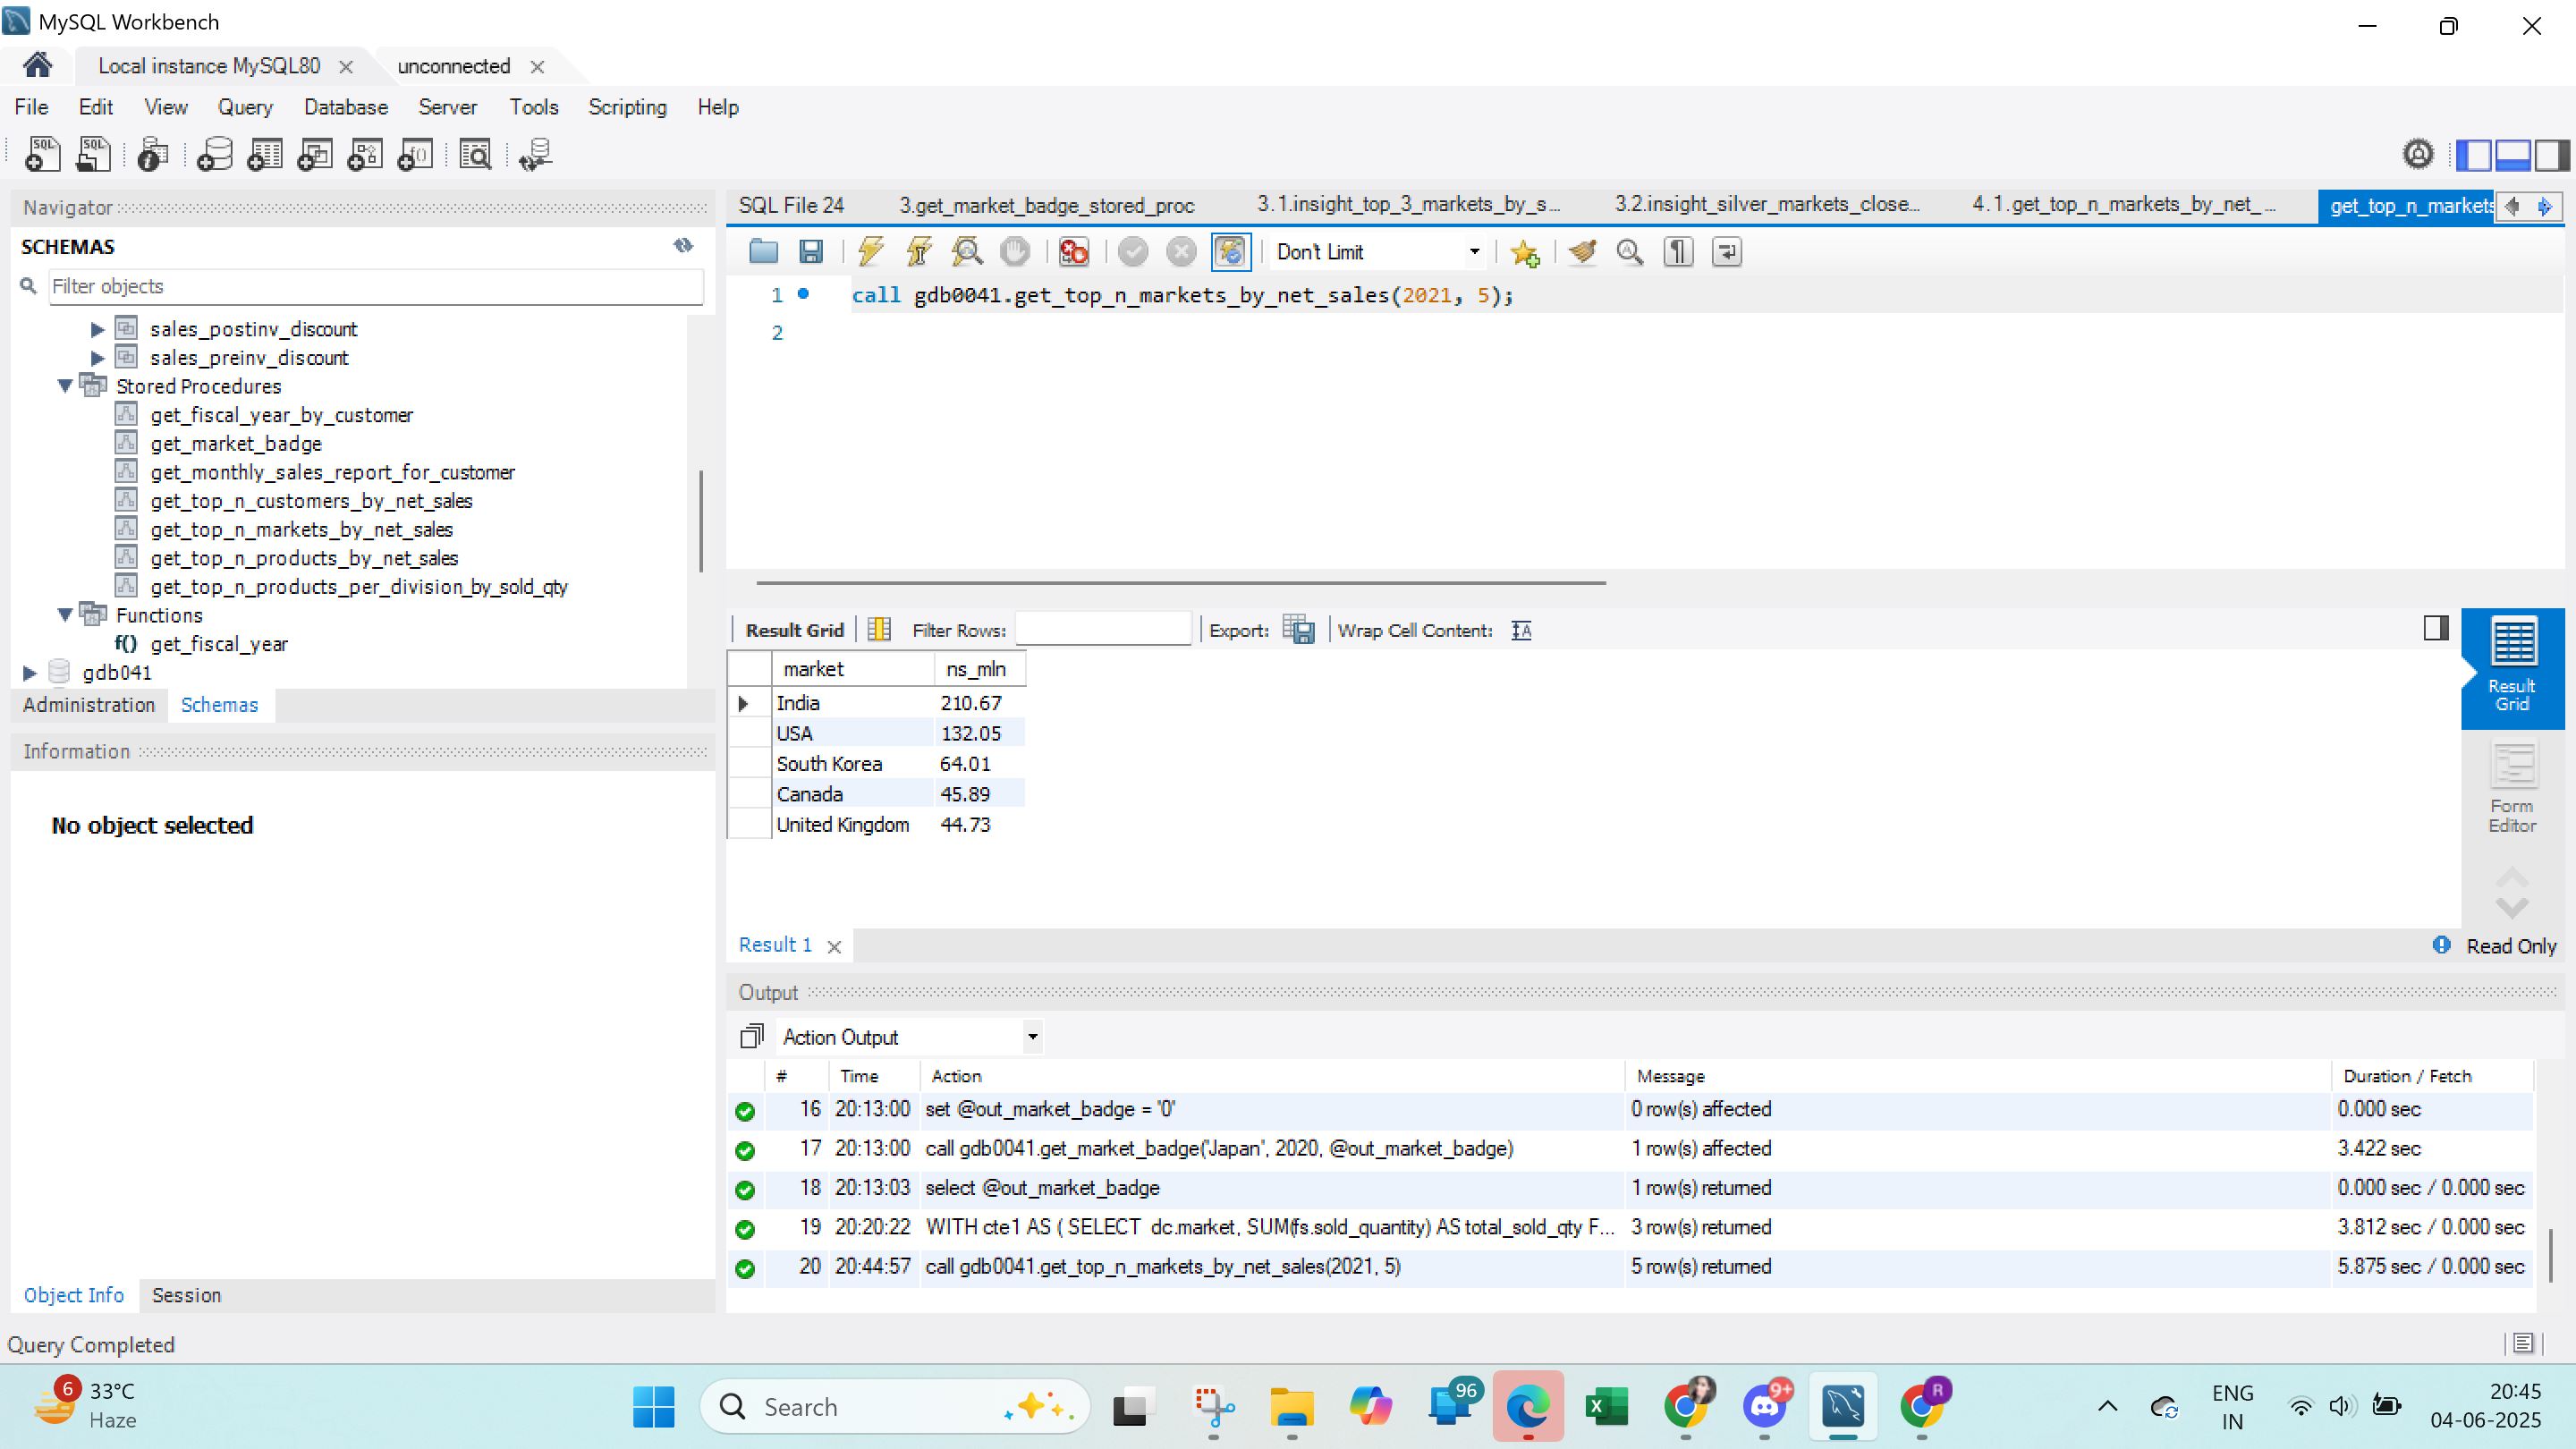 MySQL Workbench
Local instance MySQL80
unconnected
File Edit View Query Database Server Tools Scripting Help
Navigator
SCHEMAS
Filter objects
sales_postinv_discount
sales_preinv_discount
Stored Procedures
get_fiscal_year_by_customer
get_market_badge
get_monthly_sales_report_for_customer
get_top_n_customers_by_net_sales
get_top_n_markets_by_net_sales
get_top_n_products_by_net_sales
get_top_n_products_per_division_by_sold_qty
Functions
f() get_fiscal_year
gdb041
Administration Schemas
Information
No object selected
Object Info Session
Query Completed
SQL File 24 3.get_market_badge_stored_proc 3.1.insight_top_3_markets_by_s... 3.2.insight_silver_markets_close... 4.1.get_top_n_markets_by_net_... get_top_n_markets
Don't Limit
1 call gdb0041.get_top_n_markets_by_net_sales(2021, 5);
2
Result Grid Filter Rows: Export: Wrap Cell Content:
market ns_mln
India 210.67
USA 132.05
South Korea 64.01
Canada 45.89
United Kingdom 44.73
Result Grid
Form Editor
Result 1
Read Only
Output
Action Output
# Time Action Message Duration / Fetch
16 20:13:00 set @out_market_badge = '0' 0 row(s) affected 0.000 sec
17 20:13:00 call gdb0041.get_market_badge('Japan', 2020, @out_market_badge) 1 row(s) affected 3.422 sec
18 20:13:03 select @out_market_badge 1 row(s) returned 0.000 sec / 0.000 sec
19 20:20:22 WITH cte1 AS ( SELECT dc.market, SUM(fs.sold_quantity) AS total_sold_qty F... 3 row(s) returned 3.812 sec / 0.000 sec
20 20:44:57 call gdb0041.get_top_n_markets_by_net_sales(2021, 5) 5 row(s) returned 5.875 sec / 0.000 sec
6
33°C
Haze
Search
96
9+
R
ENG
IN
20:45
04-06-2025